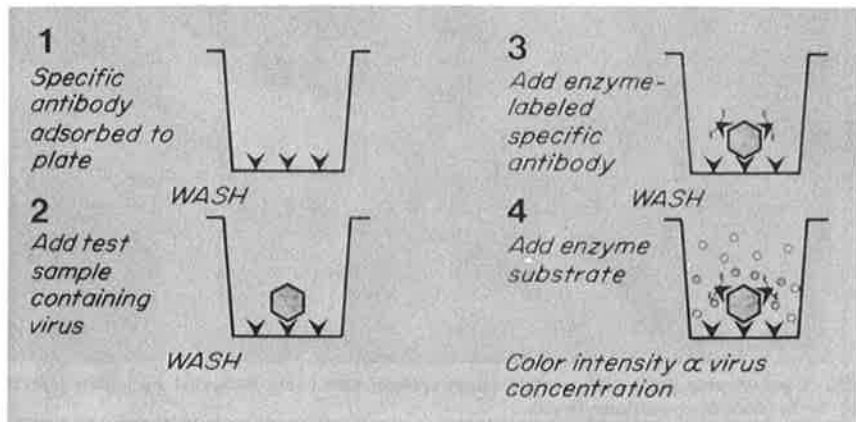 1
Specific
antibody
adsorbed to
plate
WASH
2
Add test
sample
containing
virus
WASH
3
Add enzyme-
labeled
specific
antibody
WASH
4
Add enzyme
substrate
Color intensity ∝ virus
concentration